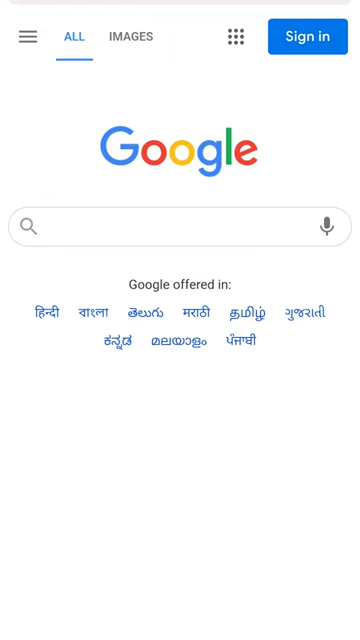 ALL IMAGES Sign in
Google
Google offered in:
हिन्दी বাংলা తెలుగు मराठी தமிழ் ગુજરાતી
ಕನ್ನಡ മലയാളം ਪੰਜਾਬੀ